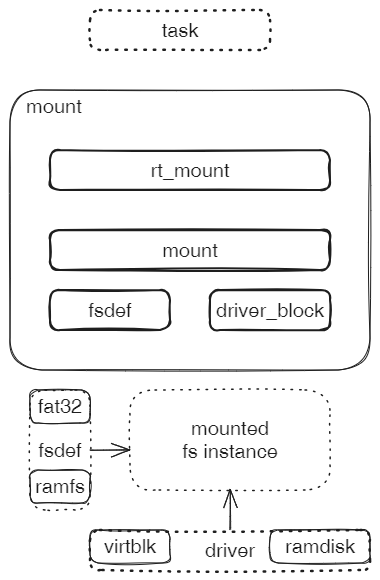 task
mount
rt_mount
mount
fsdef
driver_block
fat32
fsdef
ramfs
mounted
fs instance
virtblk
driver
ramdisk